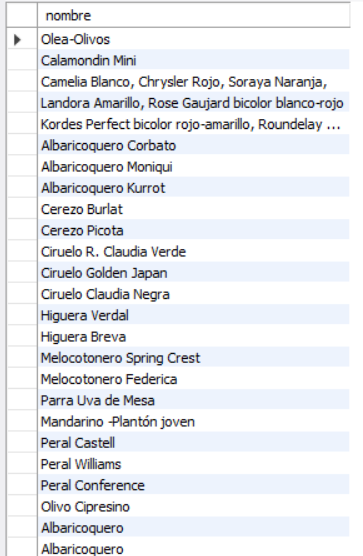 nombre
Olea-Olivos
Calamondin Mini
Camelia Blanco, Chrysler Rojo, Soraya Naranja,
Landora Amarillo, Rose Gaujard bicolor blanco-rojo
Kordes Perfect bicolor rojo-amarillo, Roundelay ...
Albaricoquero Corbato
Albaricoquero Moniqui
Albaricoquero Kurrot
Cerezo Burlat
Cerezo Picota
Ciruelo R. Claudia Verde
Ciruelo Golden Japan
Ciruelo Claudia Negra
Higuera Verdal
Higuera Breva
Melocotonero Spring Crest
Melocotonero Federica
Parra Uva de Mesa
Mandarino -Plantón joven
Peral Castell
Peral Williams
Peral Conference
Olivo Cipresino
Albaricoquero
Albaricoquero